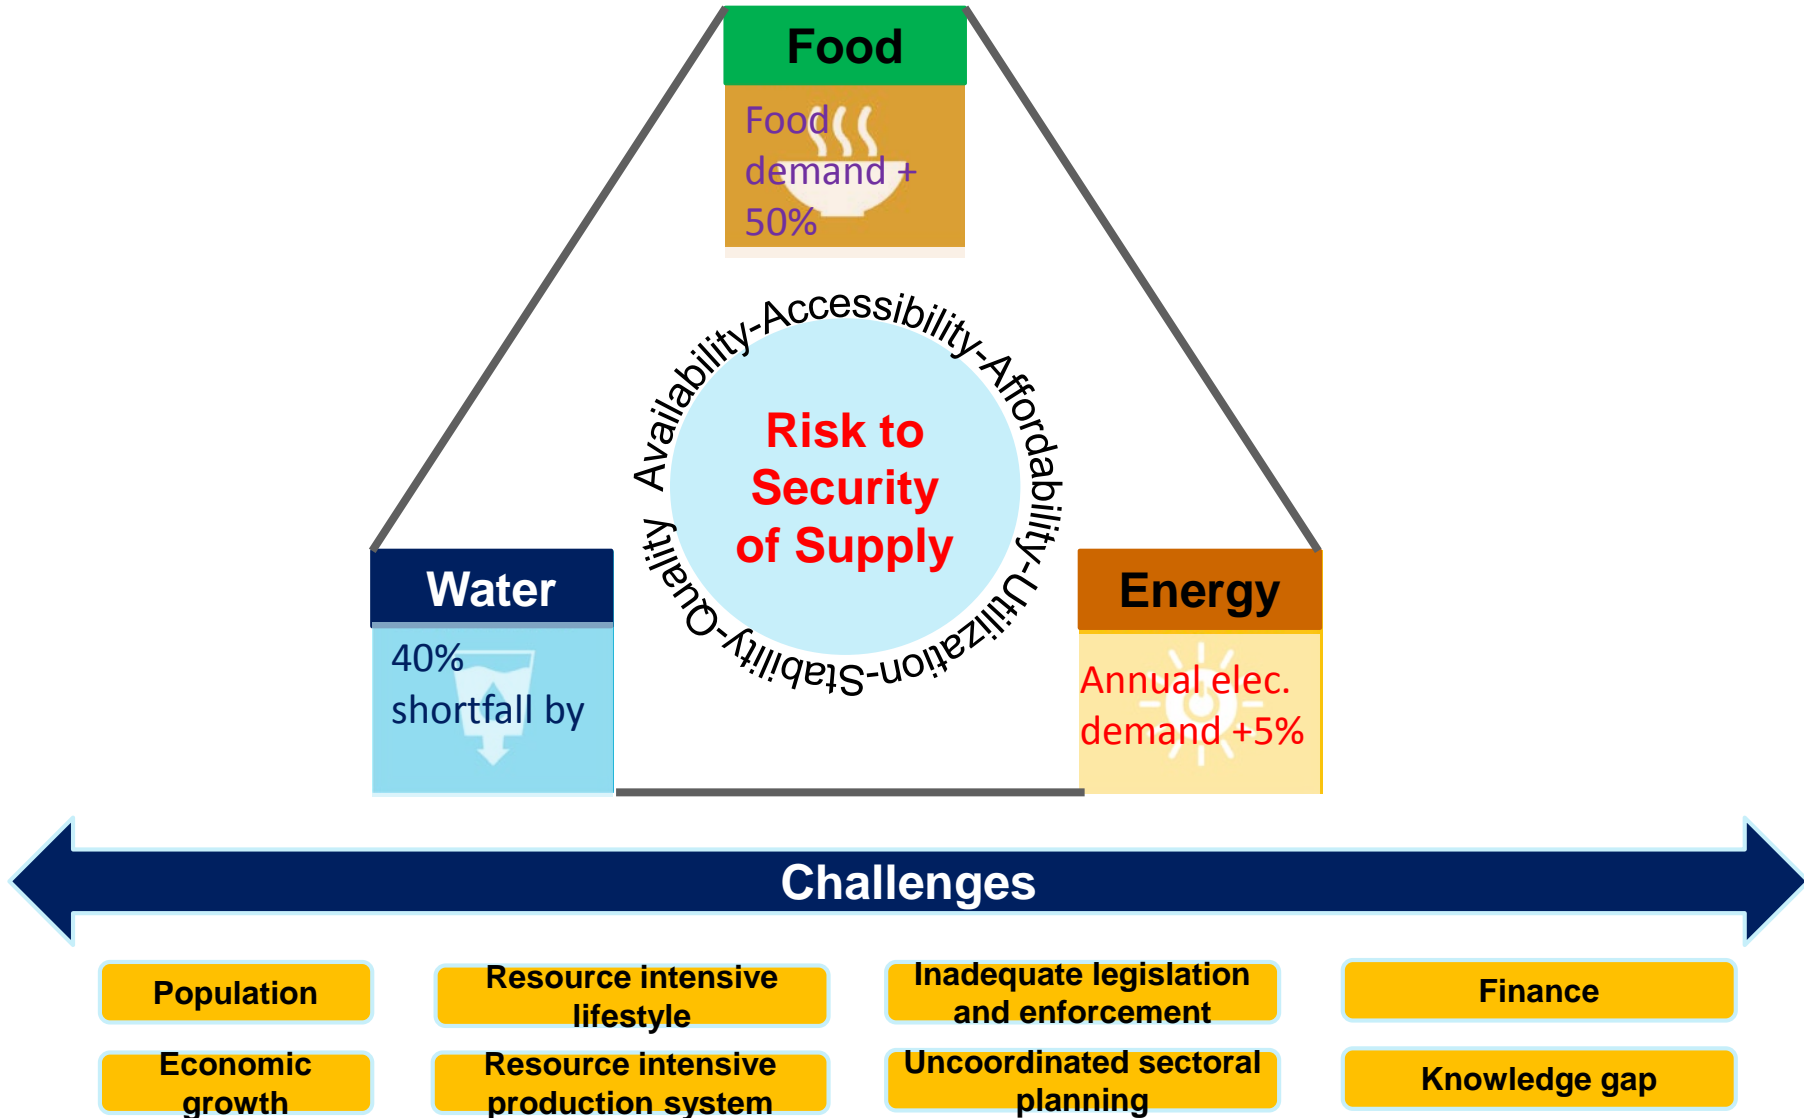 Food
Food
demand +
50%
Availability-Accessibility-Affordability-Utilization-Stability-Quality
Risk to
Security
of Supply
Water
40%
shortfall by
Energy
Annual elec.
demand +5%
Challenges
Population
Resource intensive
lifestyle
Inadequate legislation
and enforcement
Finance
Economic
growth
Resource intensive
production system
Uncoordinated sectoral
planning
Knowledge gap